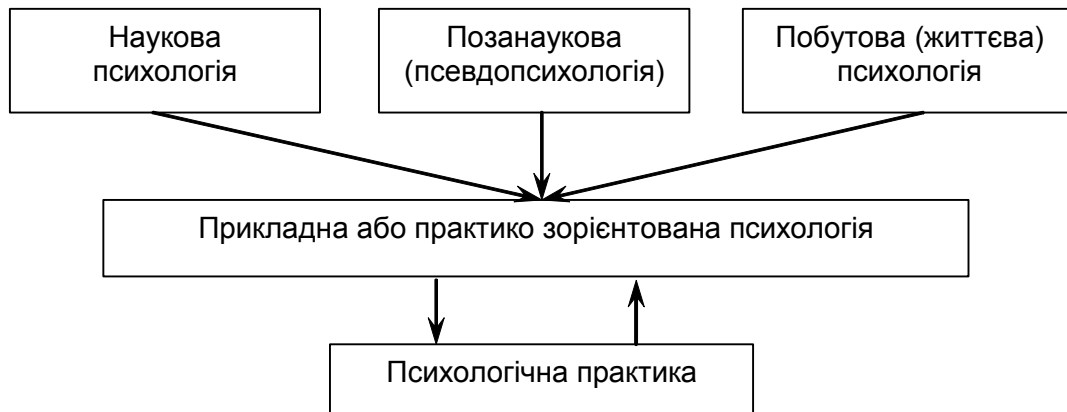 Наукова
психологія
Позанаукова
(псевдопсихологія)
Побутова (життєва)
психологія
Прикладна або практико зорієнтована психологія
Психологічна практика